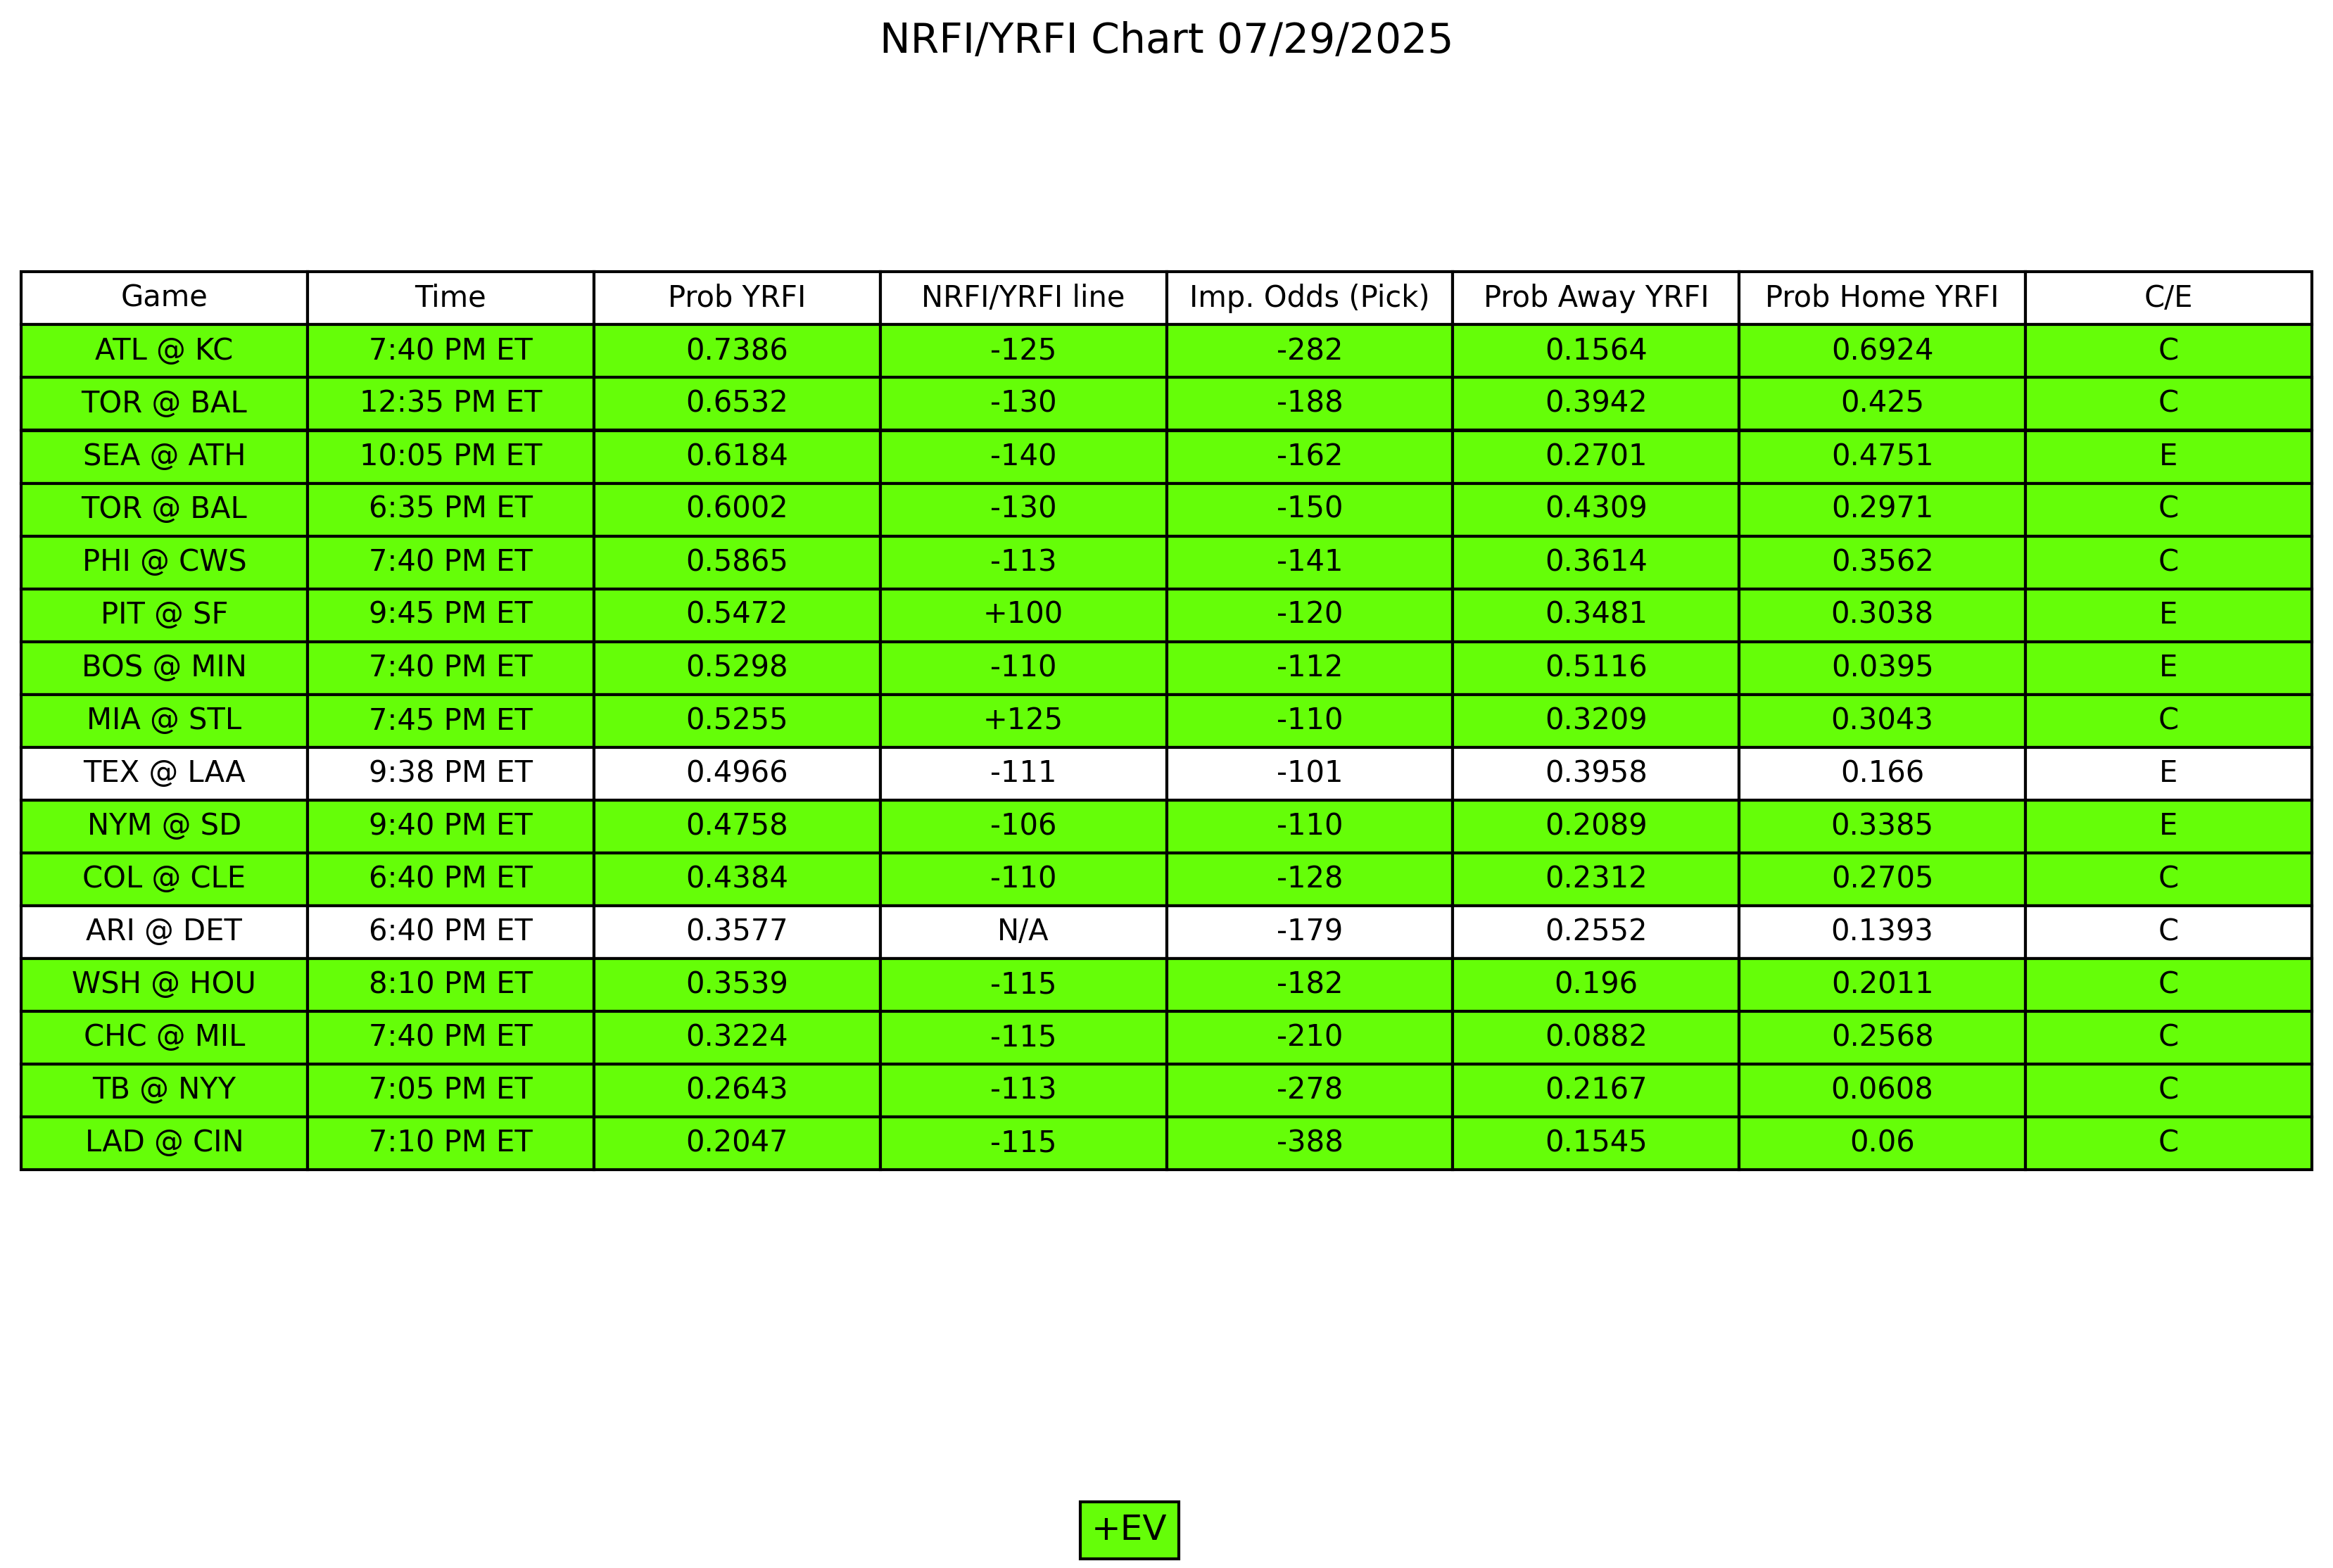 NRFI/YRFI Chart 07/29/2025
Game Time Prob YRFI NRFI/YRFI line Imp. Odds (Pick) Prob Away YRFI Prob Home YRFI C/E
ATL @ KC 7:40 PM ET 0.7386 -125 -282 0.1564 0.6924 C
TOR @ BAL 12:35 PM ET 0.6532 -130 -188 0.3942 0.425 C
SEA @ ATH 10:05 PM ET 0.6184 -140 -162 0.2701 0.4751 E
TOR @ BAL 6:35 PM ET 0.6002 -130 -150 0.4309 0.2971 C
PHI @ CWS 7:40 PM ET 0.5865 -113 -141 0.3614 0.3562 C
PIT @ SF 9:45 PM ET 0.5472 +100 -120 0.3481 0.3038 E
BOS @ MIN 7:40 PM ET 0.5298 -110 -112 0.5116 0.0395 E
MIA @ STL 7:45 PM ET 0.5255 +125 -110 0.3209 0.3043 C
TEX @ LAA 9:38 PM ET 0.4966 -111 -101 0.3958 0.166 E
NYM @ SD 9:40 PM ET 0.4758 -106 -110 0.2089 0.3385 E
COL @ CLE 6:40 PM ET 0.4384 -110 -128 0.2312 0.2705 C
ARI @ DET 6:40 PM ET 0.3577 N/A -179 0.2552 0.1393 C
WSH @ HOU 8:10 PM ET 0.3539 -115 -182 0.196 0.2011 C
CHC @ MIL 7:40 PM ET 0.3224 -115 -210 0.0882 0.2568 C
TB @ NYY 7:05 PM ET 0.2643 -113 -278 0.2167 0.0608 C
LAD @ CIN 7:10 PM ET 0.2047 -115 -388 0.1545 0.06 C
+EV